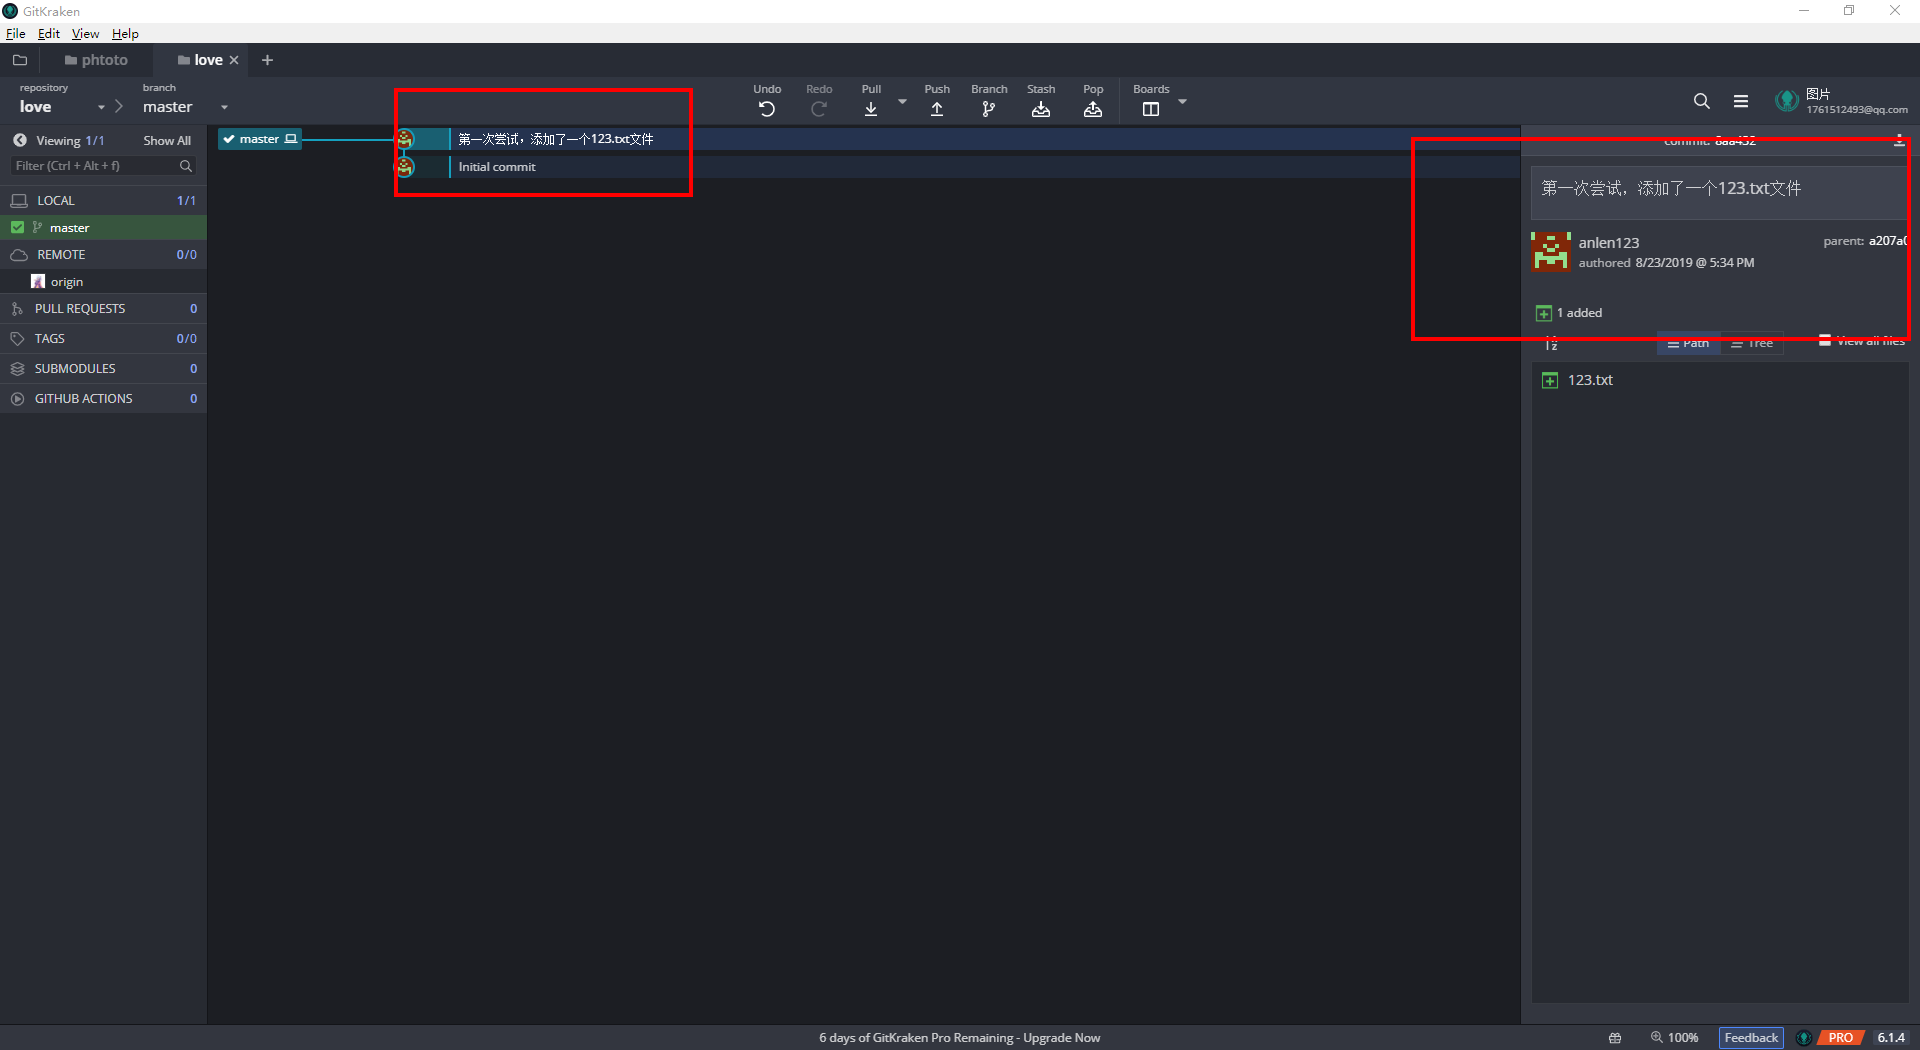 GitKraken
File Edit View Help
phtoto love
repository
love
branch
master
Undo Redo Pull Push Branch Stash Pop Boards
图片
1761512493@qq.com
Viewing 1/1 Show All
Filter (Ctrl + Alt + f)
LOCAL 1/1
master
REMOTE 0/0
origin
PULL REQUESTS 0
TAGS 0/0
SUBMODULES 0
GITHUB ACTIONS 0
master
第一次尝试，添加了一个123.txt文件
Initial commit
commit: 8aa452
第一次尝试，添加了一个123.txt文件
anlen123
authored 8/23/2019 @ 5:34 PM
parent: a207a0
1 added
Path Tree View all files
123.txt
6 days of GitKraken Pro Remaining - Upgrade Now
100%
Feedback
PRO
6.1.4